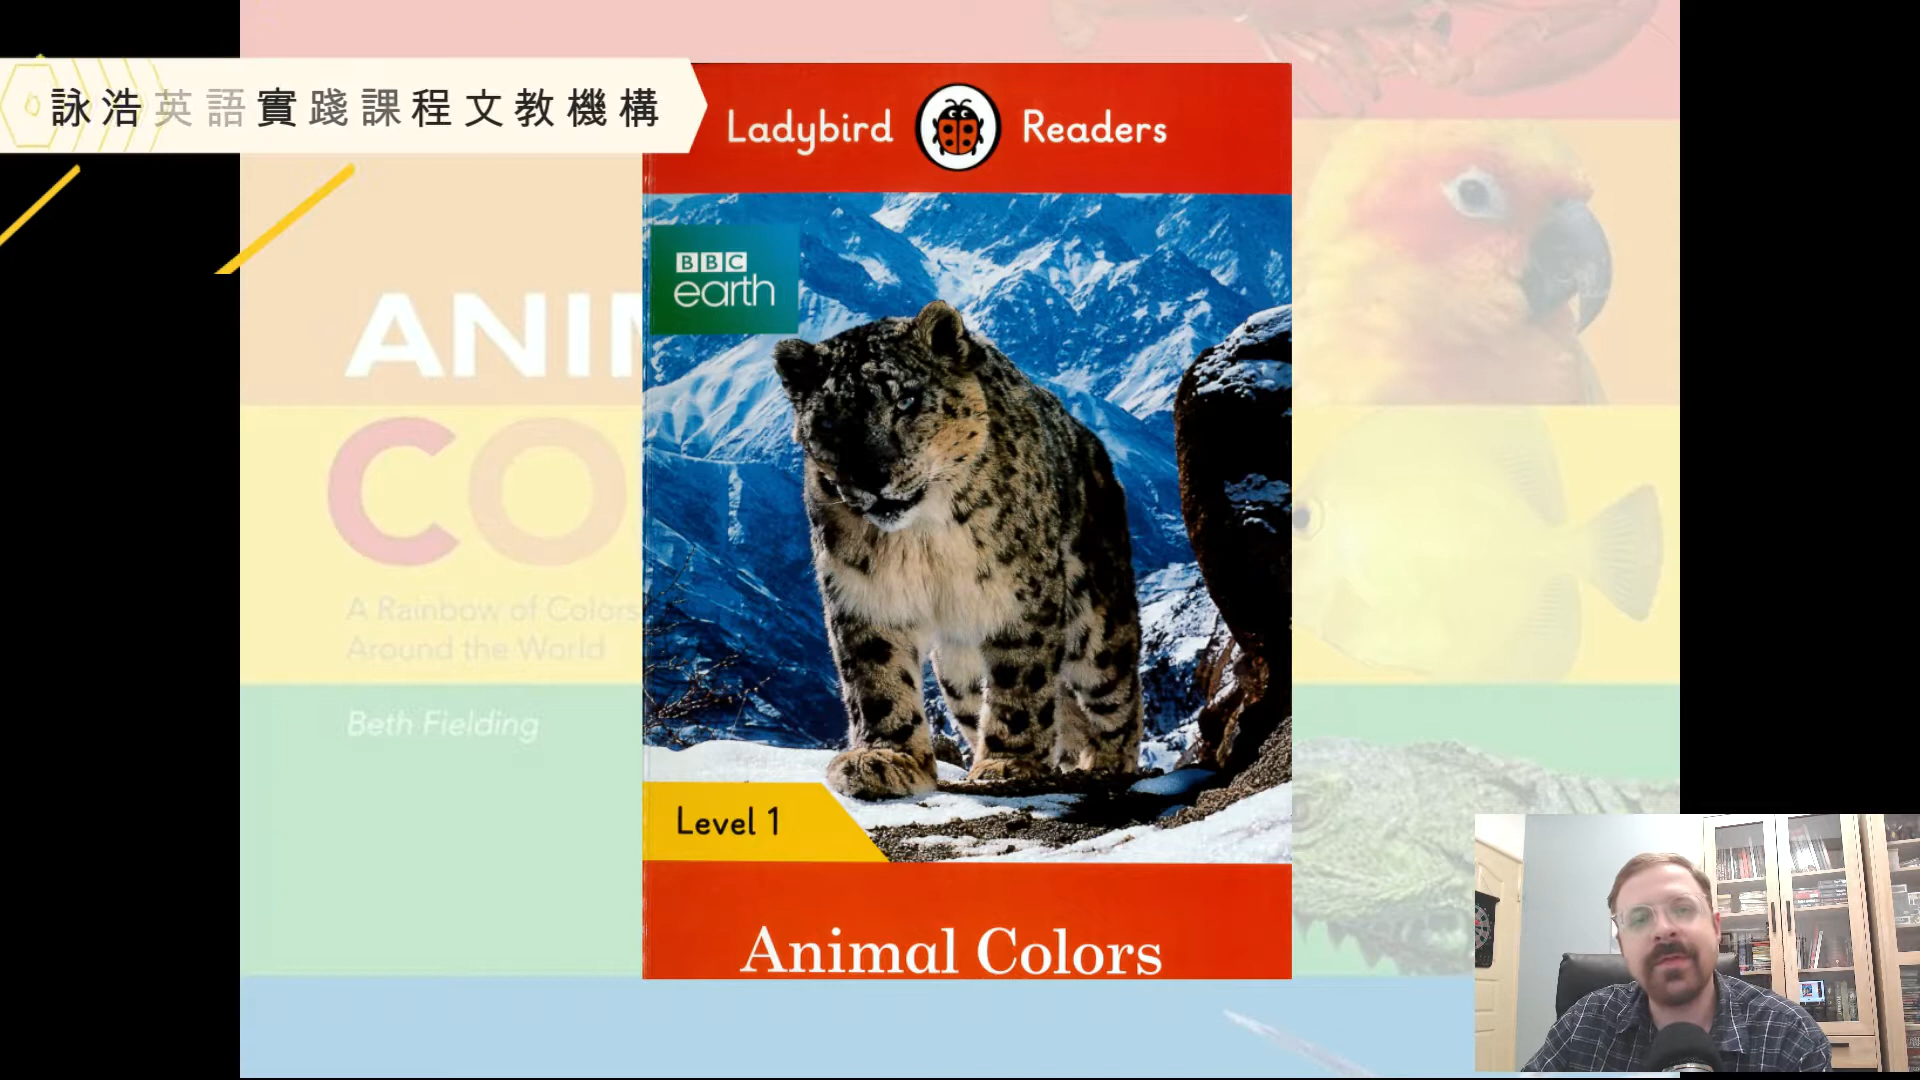 詠浩英語實踐課程文教機構
Ladybird Readers
BBC
earth
ANI
CO
A Rainbow of Colors
Around the World
Beth Fielding
Level 1
Animal Colors